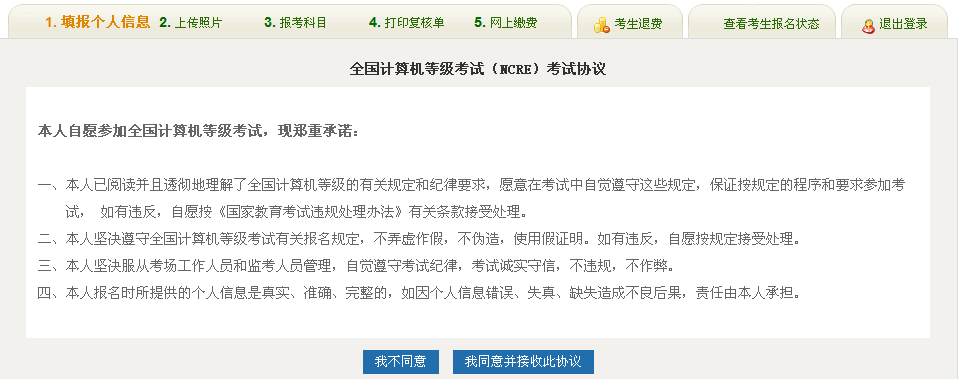 1. 填报个人信息 2. 上传照片 3. 报考科目 4. 打印复核单 5. 网上缴费 考生退费 查看考生报名状态 退出登录
全国计算机等级考试（NCRE）考试协议
本人自愿参加全国计算机等级考试，现郑重承诺：
一、本人已阅读并且透彻地理解了全国计算机等级的有关规定和纪律要求，愿意在考试中自觉遵守这些规定，保证按规定的程序和要求参加考
试， 如有违反，自愿按《国家教育考试违规处理办法》有关条款接受处理。
二、本人坚决遵守全国计算机等级考试有关报名规定，不弄虚作假，不伪造，使用假证明。如有违反，自愿按规定接受处理。
三、本人坚决服从考场工作人员和监考人员管理，自觉遵守考试纪律，考试诚实守信，不违规，不作弊。
四、本人报名时所提供的个人信息是真实、准确、完整的，如因个人信息错误、失真、缺失造成不良后果，责任由本人承担。
我不同意 我同意并接收此协议